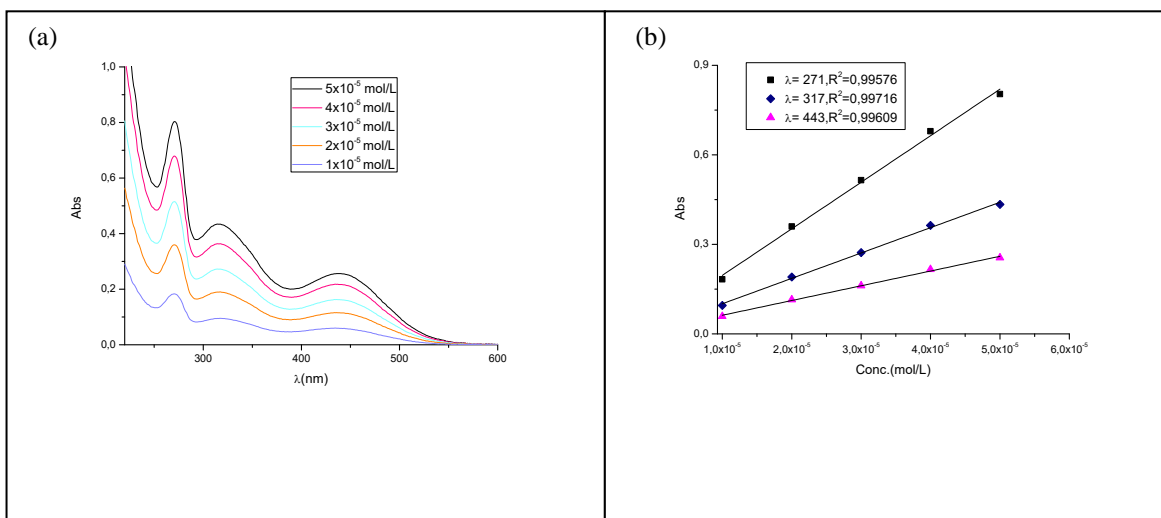 (a)
1,0
0,8
0,6
0,4
0,2
0,0
Abs
300
400
500
600
λ(nm)
5x10⁻⁵ mol/L
4x10⁻⁵ mol/L
3x10⁻⁵ mol/L
2x10⁻⁵ mol/L
1x10⁻⁵ mol/L
(b)
0,9
0,6
0,3
0,0
Abs
λ= 271,R²=0,99576
λ= 317,R²=0,99716
λ= 443,R²=0,99609
1,0x10⁻⁵
2,0x10⁻⁵
3,0x10⁻⁵
4,0x10⁻⁵
5,0x10⁻⁵
6,0x10⁻⁵
Conc.(mol/L)